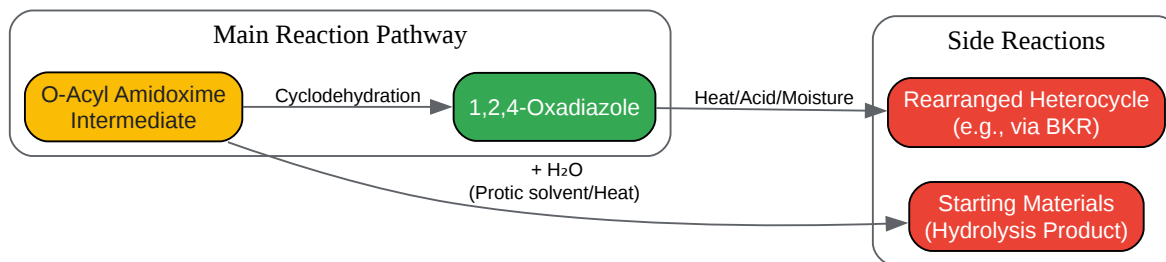 Main Reaction Pathway
O-Acyl Amidoxime
Intermediate
Cyclodehydration
1,2,4-Oxadiazole
Heat/Acid/Moisture
+ H₂O
(Protic solvent/Heat)
Side Reactions
Rearranged Heterocycle
(e.g., via BKR)
Starting Materials
(Hydrolysis Product)